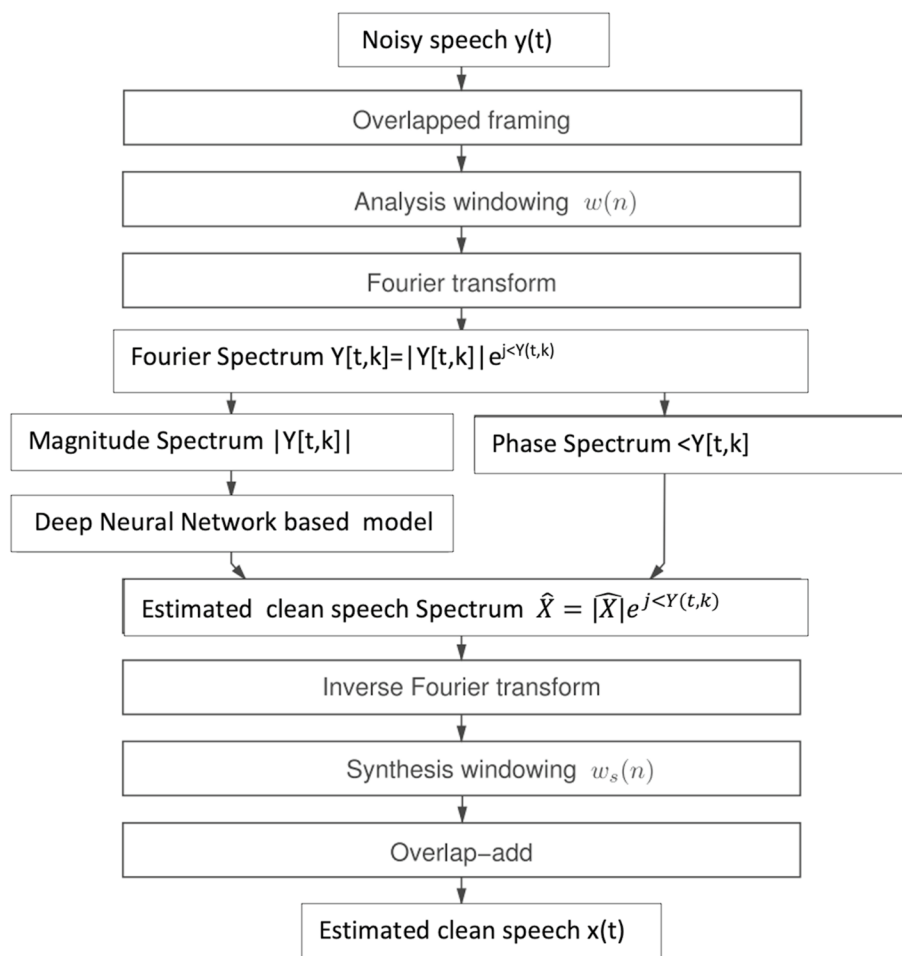 Noisy speech y(t)
Overlapped framing
Analysis windowing w(n)
Fourier transform
Fourier Spectrum Y[t,k]=|Y[t,k]|e^{j<Y(t,k)}
Magnitude Spectrum |Y[t,k]|
Phase Spectrum <Y[t,k]
Deep Neural Network based model
Estimated clean speech Spectrum X̂ = |X̂|e^{j<Y(t,k)}
Inverse Fourier transform
Synthesis windowing w_s(n)
Overlap–add
Estimated clean speech x(t)